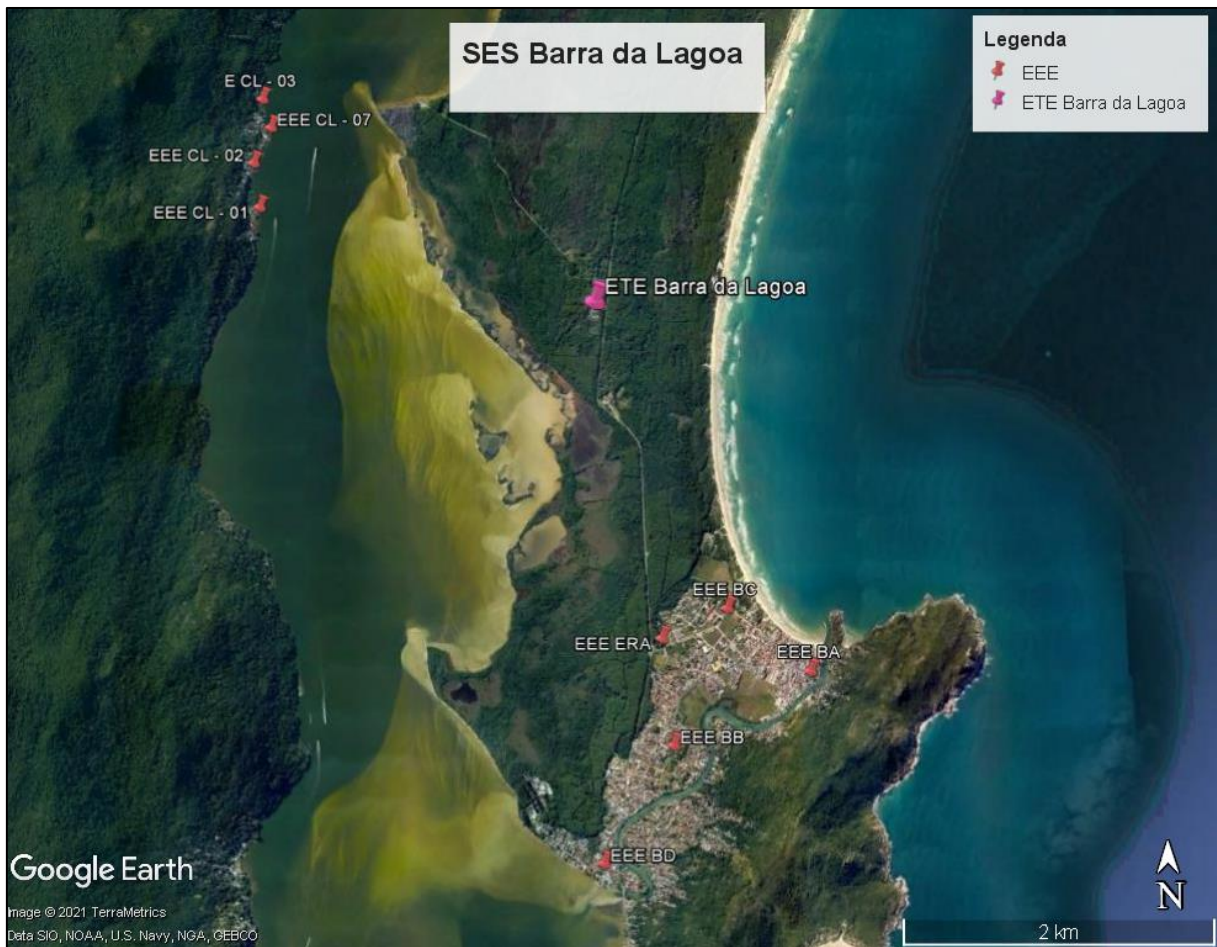 SES Barra da Lagoa
Legenda
EEE
ETE Barra da Lagoa
E CL - 03
EEE CL - 07
EEE CL - 02
EEE CL - 01
ETE Barra da Lagoa
EEE BC
EEE ERA
EEE BA
EEE BB
EEE BD
Google Earth
Image © 2021 TerraMetrics
Data SIO, NOAA, U.S. Navy, NGA, GEBCO
N
2 km